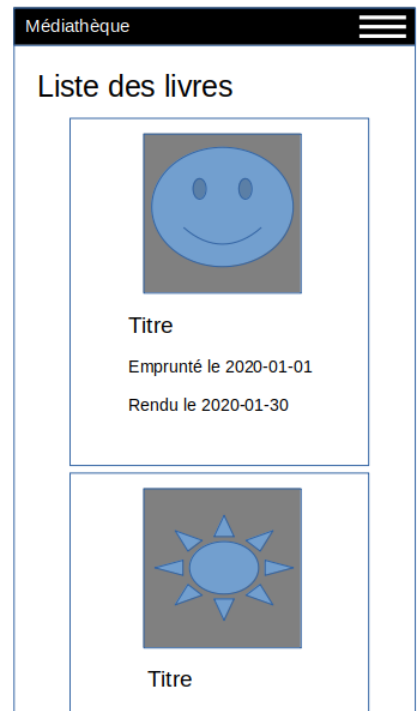 Médiathèque
Liste des livres
Titre
Emprunté le 2020-01-01
Rendu le 2020-01-30
Titre